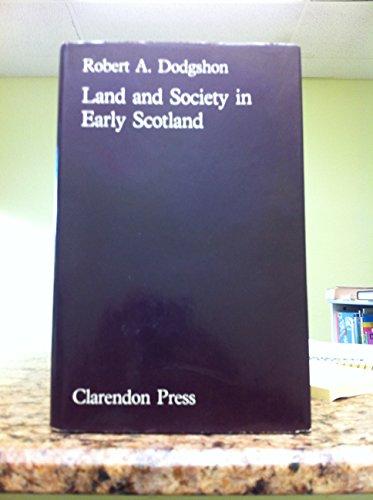 Robert A. Dodgshon
Land and Society in
Early Scotland
Clarendon Press